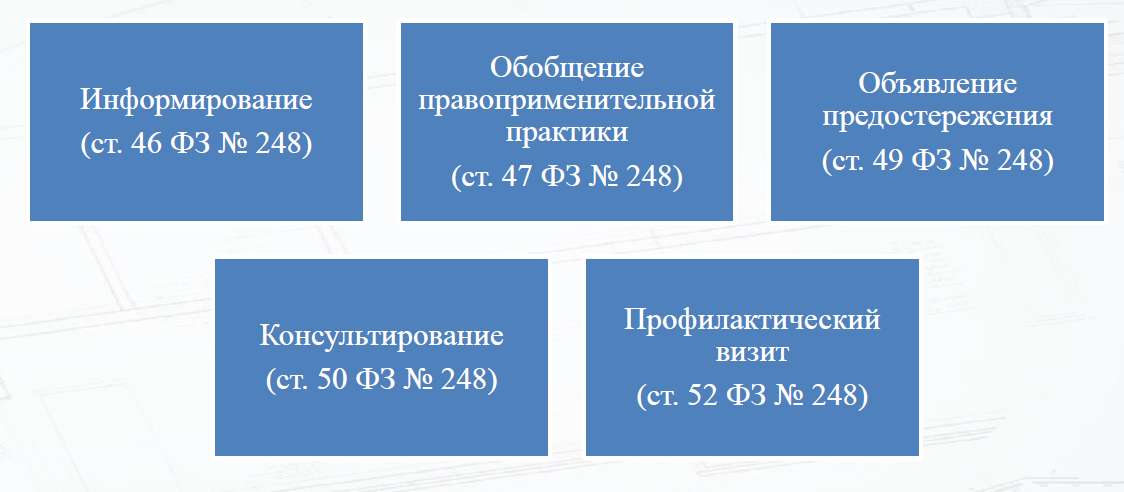 Информирование
(ст. 46 ФЗ № 248)
Обобщение
правоприменительной
практики
(ст. 47 ФЗ № 248)
Объявление
предостережения
(ст. 49 ФЗ № 248)
Консультирование
(ст. 50 ФЗ № 248)
Профилактический
визит
(ст. 52 ФЗ № 248)